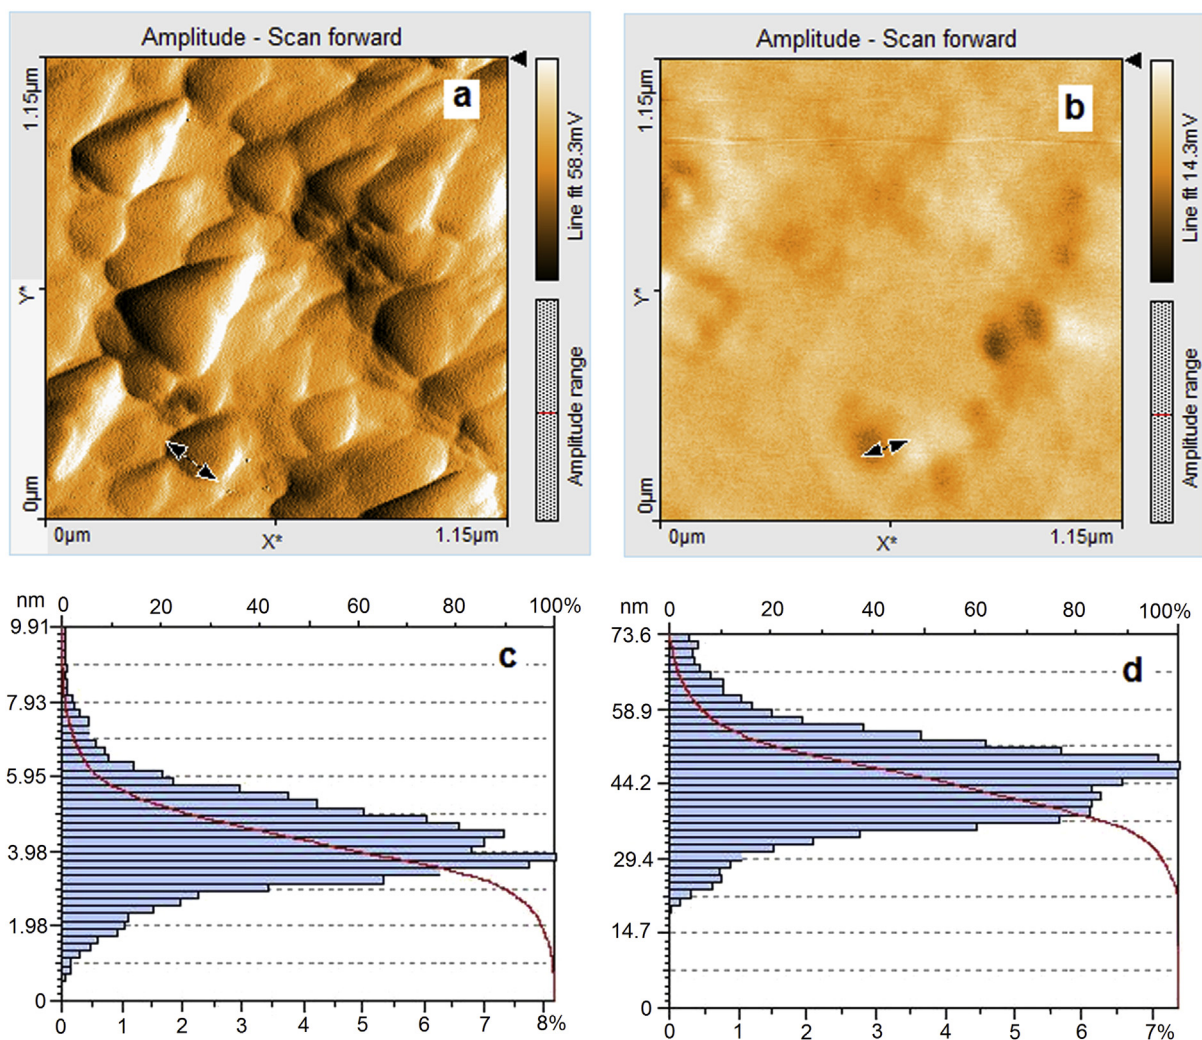 Amplitude - Scan forward
a
1.15µm
Y*
0µm
0µm
X*
1.15µm
Line fit 58.3mV
Amplitude range
Amplitude - Scan forward
b
1.15µm
Y*
0µm
0µm
X*
1.15µm
Line fit 14.3mV
Amplitude range
nm 0 20 40 60 80 100%
9.91
c
7.93
5.95
3.98
1.98
0
0 1 2 3 4 5 6 7 8%
nm 0 20 40 60 80 100%
73.6
d
58.9
44.2
29.4
14.7
0
0 1 2 3 4 5 6 7%